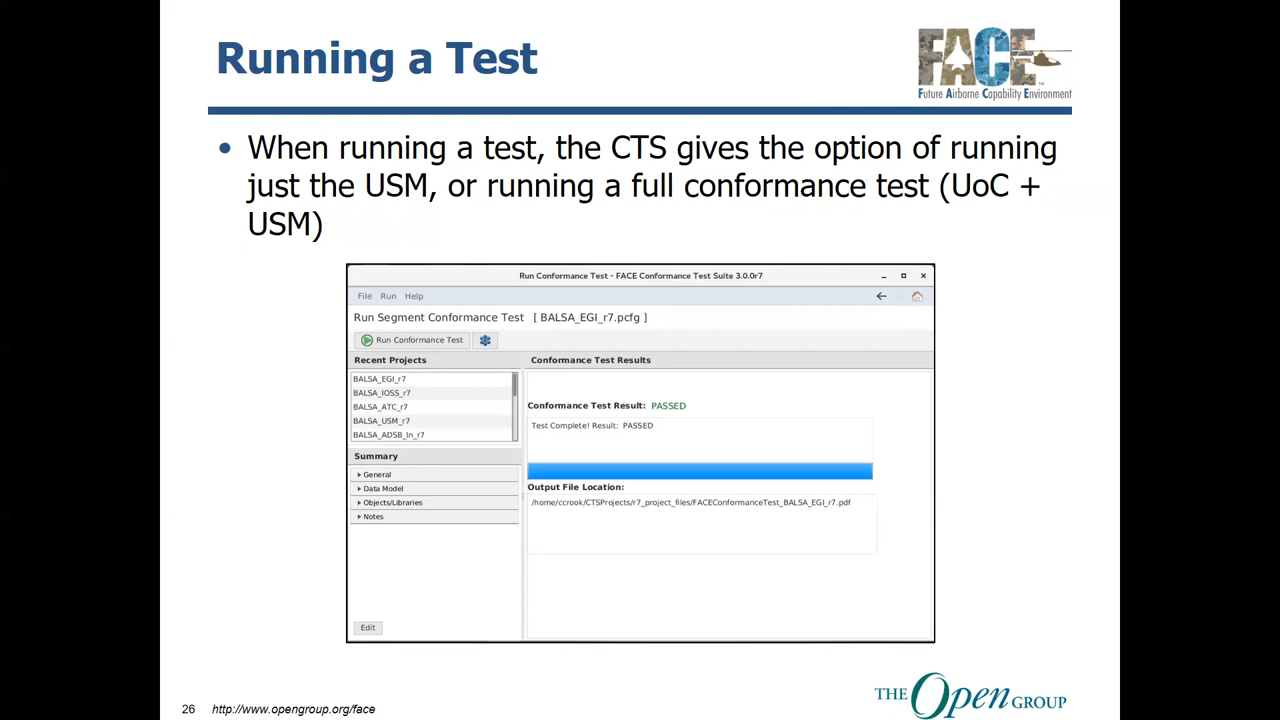 Running a Test
FACE™
Future Airborne Capability Environment
• When running a test, the CTS gives the option of running
just the USM, or running a full conformance test (UoC +
USM)
Run Conformance Test - FACE Conformance Test Suite 3.0.0r7
File Run Help
Run Segment Conformance Test [ BALSA_EGI_r7.pcfg ]
Run Conformance Test
Recent Projects
BALSA_EGI_r7
BALSA_IOSS_r7
BALSA_ATC_r7
BALSA_USM_r7
BALSA_ADSB_In_r7
Summary
General
Data Model
Objects/Libraries
Notes
Edit
Conformance Test Results
Conformance Test Result: PASSED
Test Complete! Result: PASSED
Output File Location:
/home/ccrook/CTSProjects/r7_project_files/FACEConformanceTest_BALSA_EGI_r7.pdf
26 http://www.opengroup.org/face
THE Open GROUP